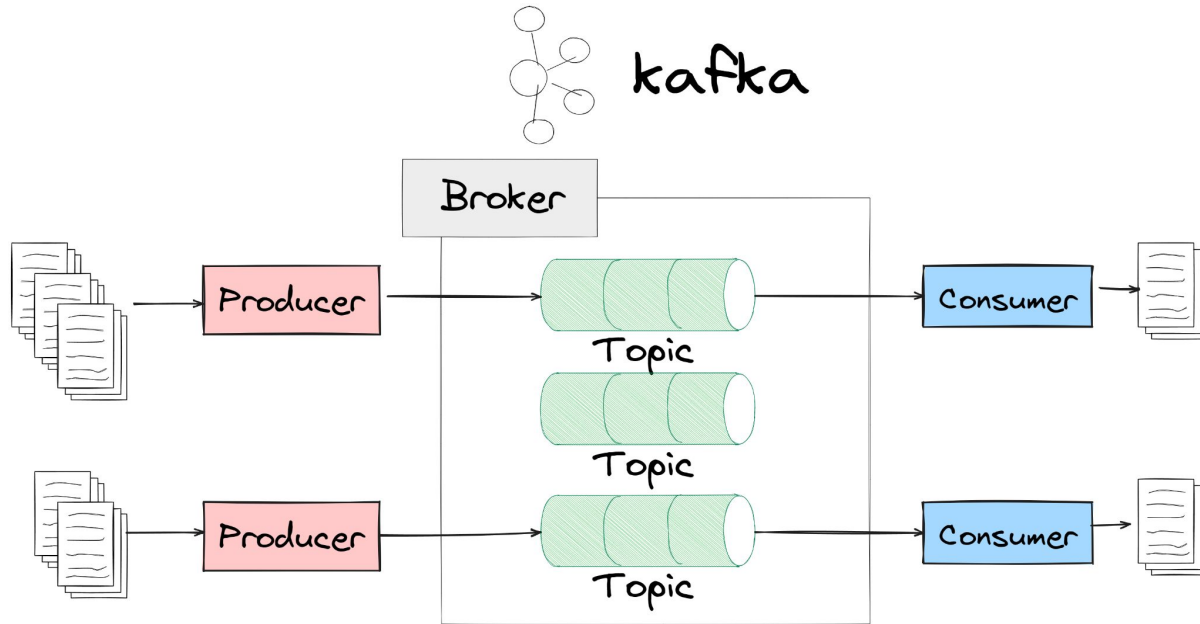 kafka
Broker
Producer
Consumer
Topic
Topic
Producer
Consumer
Topic